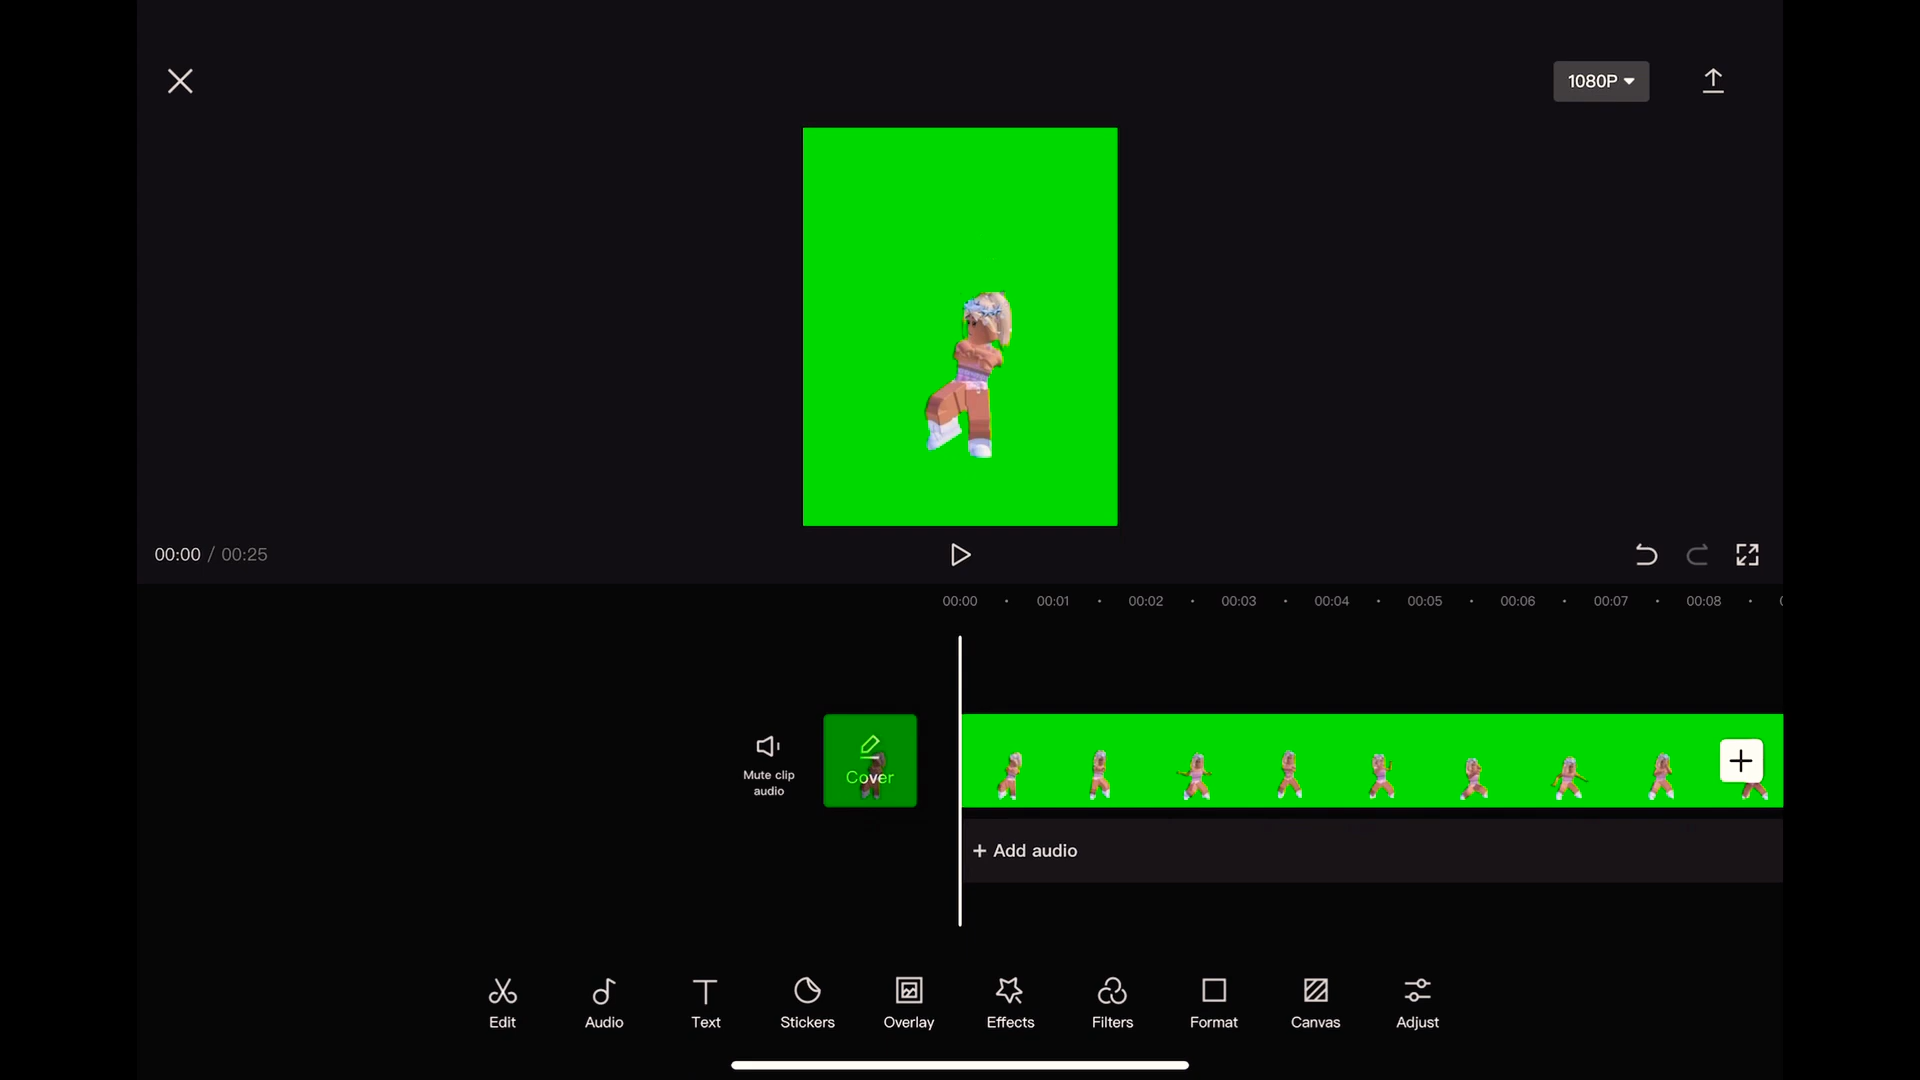 1080P
00:00 / 00:25
00:00 00:01 00:02 00:03 00:04 00:05 00:06 00:07 00:08
Mute clip
audio
Cover
+ Add audio
Edit Audio Text Stickers Overlay Effects Filters Format Canvas Adjust